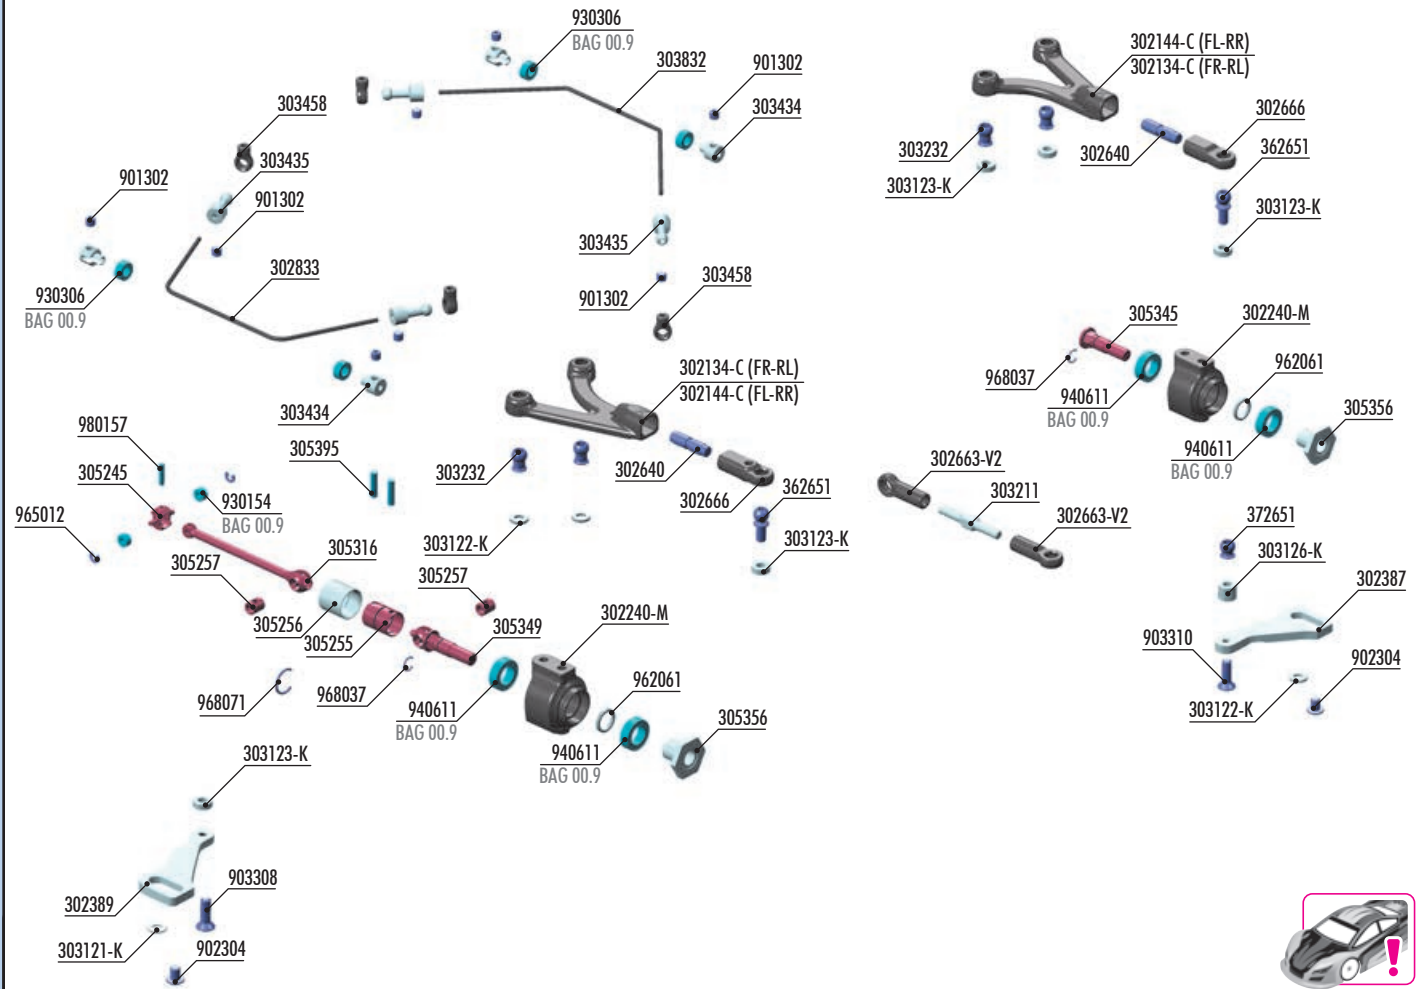 930306
BAG 00.9
303832
901302
303434
303458
303435
901302
901302
302833
930306
BAG 00.9
303435
901302
303458
303434
302144-C (FL-RR)
302134-C (FR-RL)
302666
303232
302640
362651
303123-K
303123-K
302134-C (FR-RL)
302144-C (FL-RR)
303232
302640
302666
362651
303122-K
303123-K
305345
302240-M
968037
940611
BAG 00.9
962061
305356
940611
BAG 00.9
980157
305245
305395
930154
BAG 00.9
965012
305316
305257
305257
305256
305255
305349
302240-M
968071
968037
940611
BAG 00.9
962061
940611
BAG 00.9
305356
302663-V2
303211
302663-V2
372651
303126-K
302387
903310
303122-K
902304
303123-K
302389
903308
303121-K
902304
!